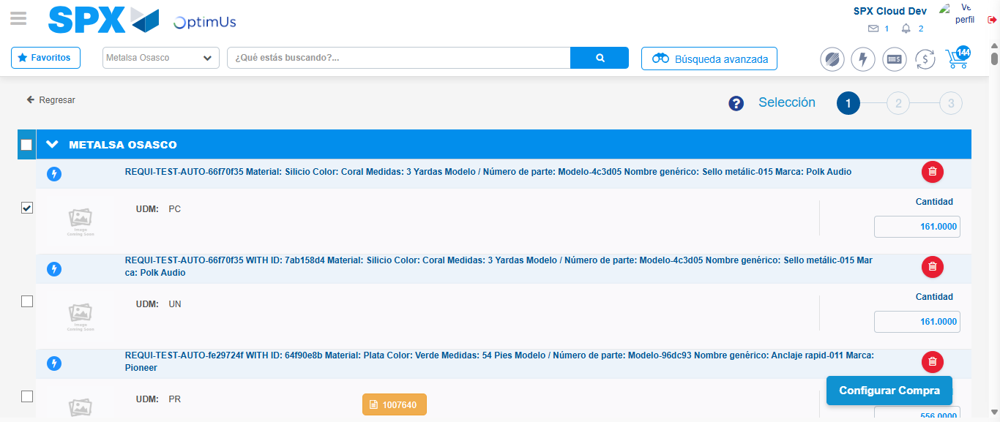 SPX OptimUs
SPX Cloud Dev
Ve
perfil
1 2
Favoritos Metalsa Osasco ¿Qué estás buscando?... Búsqueda avanzada 144
Regresar
? Selección 1 2 3
METALSA OSASCO
REQUI-TEST-AUTO-66f70f35 Material: Silicio Color: Coral Medidas: 3 Yardas Modelo / Número de parte: Modelo-4c3d05 Nombre genérico: Sello metálic-015 Marca: Polk Audio
Cantidad
UDM: PC
Image
Coming Soon
161.0000
REQUI-TEST-AUTO-66f70f35 WITH ID: 7ab158d4 Material: Silicio Color: Coral Medidas: 3 Yardas Modelo / Número de parte: Modelo-4c3d05 Nombre genérico: Sello metálic-015 Mar
ca: Polk Audio
Cantidad
UDM: UN
Image
Coming Soon
161.0000
REQUI-TEST-AUTO-fe29724f WITH ID: 64f90e8b Material: Plata Color: Verde Medidas: 54 Pies Modelo / Número de parte: Modelo-96dc93 Nombre genérico: Anclaje rapid-011 Marca:
Pioneer
Configurar Compra
UDM: PR
1007640
556.0000